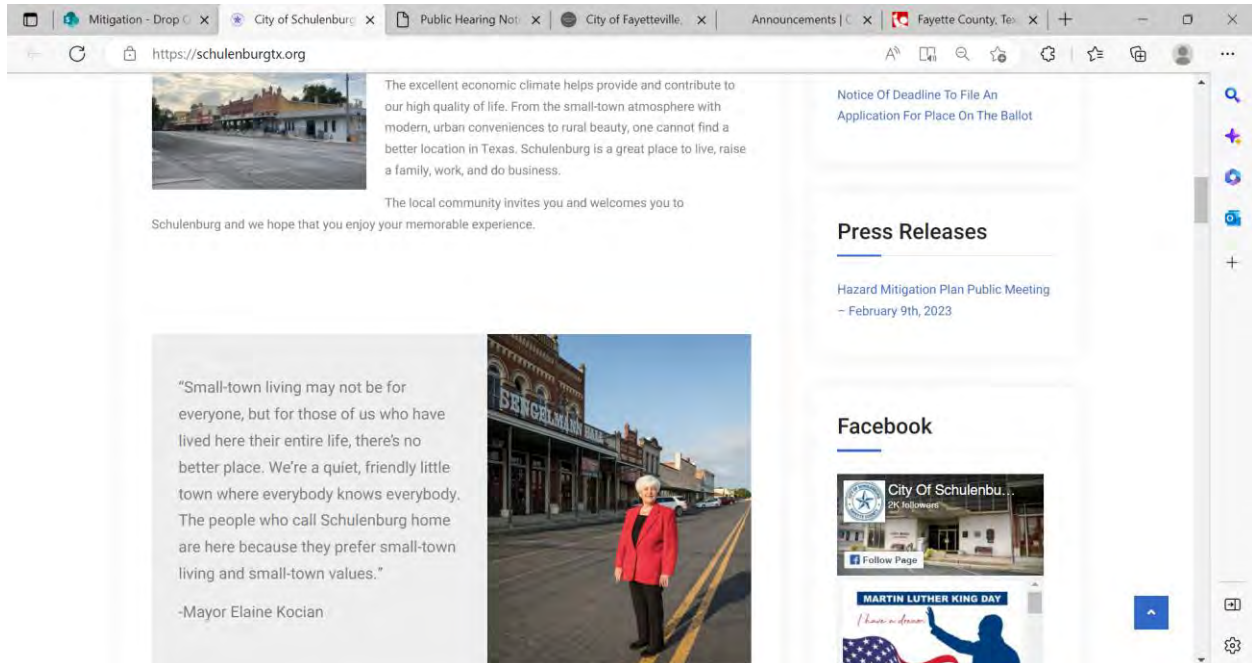 Mitigation - Drop C
City of Schulenburg
Public Hearing Not
City of Fayetteville,
Announcements | C
Fayette County, Tex
https://schulenburgtx.org
The excellent economic climate helps provide and contribute to
our high quality of life. From the small-town atmosphere with
modern, urban conveniences to rural beauty, one cannot find a
better location in Texas. Schulenburg is a great place to live, raise
a family, work, and do business.
The local community invites you and welcomes you to
Schulenburg and we hope that you enjoy your memorable experience.
Notice Of Deadline To File An
Application For Place On The Ballot
Press Releases
Hazard Mitigation Plan Public Meeting
– February 9th, 2023
"Small-town living may not be for
everyone, but for those of us who have
lived here their entire life, there's no
better place. We're a quiet, friendly little
town where everybody knows everybody.
The people who call Schulenburg home
are here because they prefer small-town
living and small-town values."
-Mayor Elaine Kocian
SENGELMANN HALL
Facebook
City Of Schulenbu...
2K followers
Follow Page
MARTIN LUTHER KING DAY
I have a dream